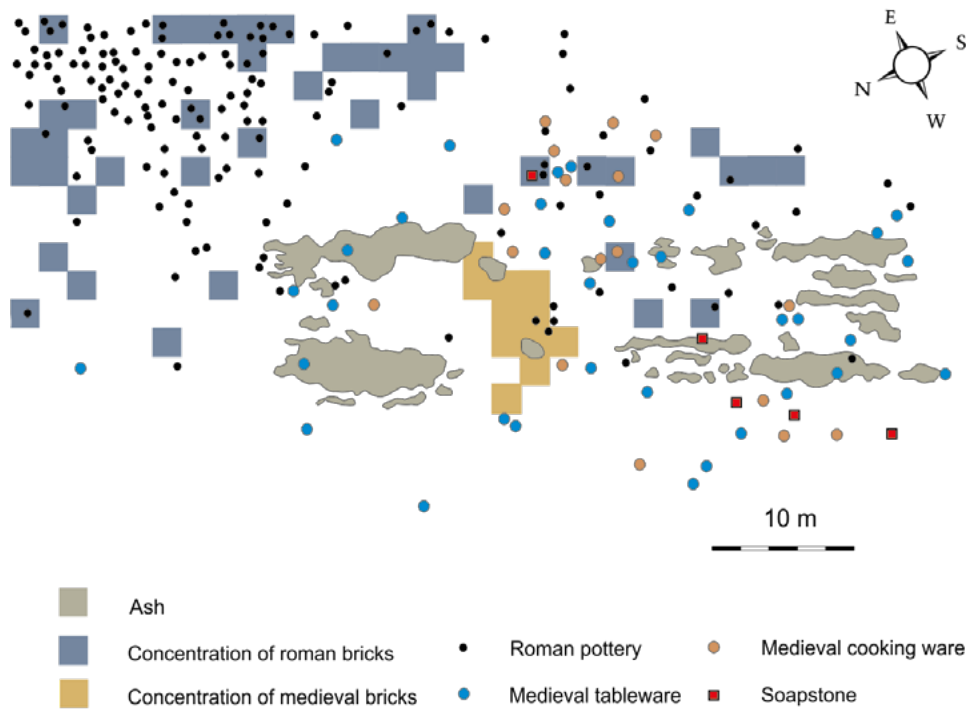 E
S
N
W
10 m
Ash
Concentration of roman bricks
Roman pottery
Medieval cooking ware
Concentration of medieval bricks
Medieval tableware
Soapstone